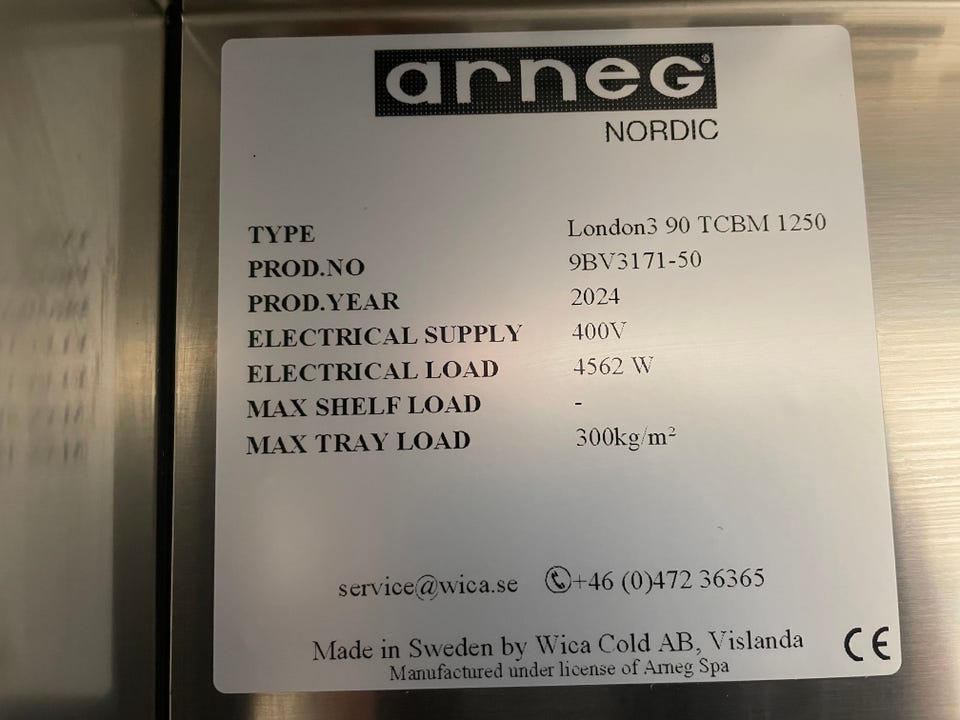 arneG®
NORDIC
TYPE London3 90 TCBM 1250
PROD.NO 9BV3171-50
PROD.YEAR 2024
ELECTRICAL SUPPLY 400V
ELECTRICAL LOAD 4562 W
MAX SHELF LOAD -
MAX TRAY LOAD 300kg/m²
service@wica.se +46 (0)472 36365
Made in Sweden by Wica Cold AB, Vislanda
Manufactured under license of Arneg Spa
CE